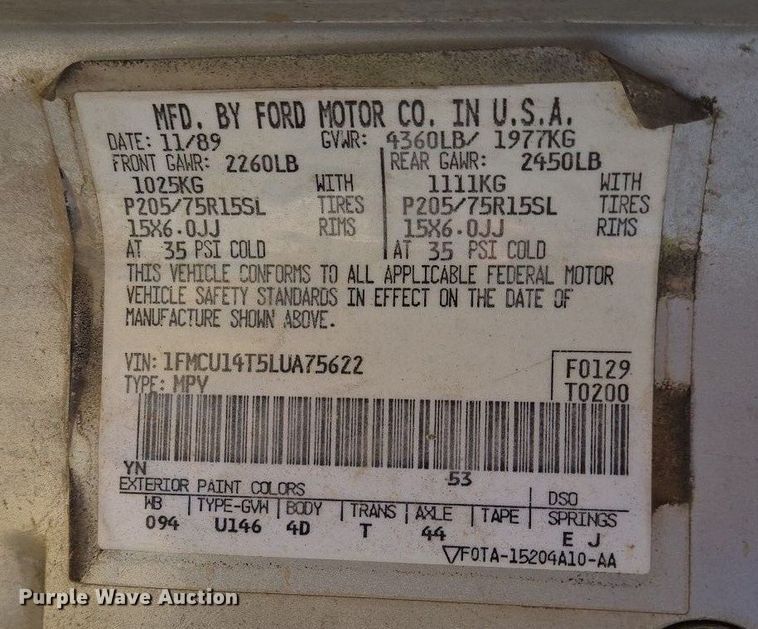 MFD. BY FORD MOTOR CO. IN U.S.A.
DATE: 11/89 GVWR: 4360LB/ 1977KG
FRONT GAWR: 2260LB REAR GAWR: 2450LB
1025KG WITH 1111KG WITH
P205/75R15SL TIRES P205/75R15SL TIRES
15X6.0JJ RIMS 15X6.0JJ RIMS
AT 35 PSI COLD AT 35 PSI COLD
THIS VEHICLE CONFORMS TO ALL APPLICABLE FEDERAL MOTOR
VEHICLE SAFETY STANDARDS IN EFFECT ON THE DATE OF
MANUFACTURE SHOWN ABOVE.
VIN: 1FMCU14T5LUA75622 F0129
TYPE: MPV T0200
YN 53
EXTERIOR PAINT COLORS DSO
WB TYPE-GVW BODY TRANS AXLE TAPE SPRINGS
094 U146 4D T 44 E J
▽F0TA-15204A10-AA
Purple Wave Auction